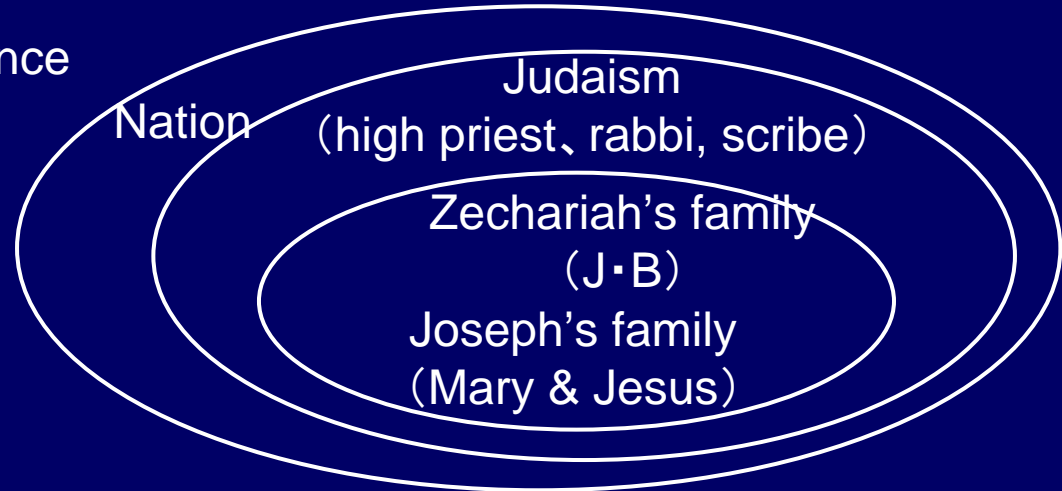 nce
Nation
Judaism
（high priest、rabbi, scribe）
Zechariah’s family
（J･B）
Joseph’s family
（Mary & Jesus）